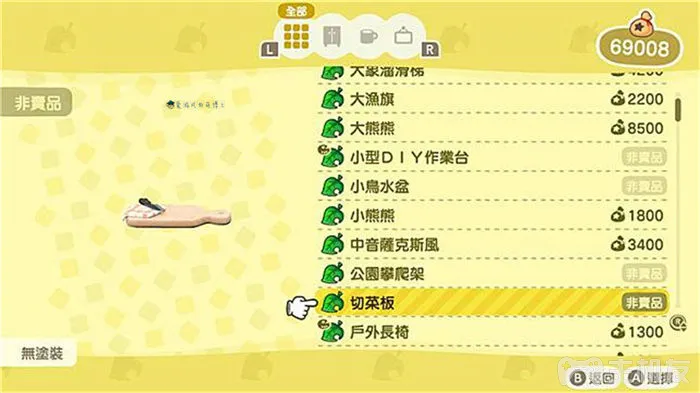 全部
L
R
69008
非賣品
大象溜滑梯 4200
大漁旗 2200
大熊熊 8500
小型DIY作業台 非賣品
小鳥水盆 非賣品
小熊熊 1800
中音薩克斯風 3400
公園攀爬架 非賣品
切菜板 非賣品
戶外長椅 1300
無塗裝
B 返回 A 選擇